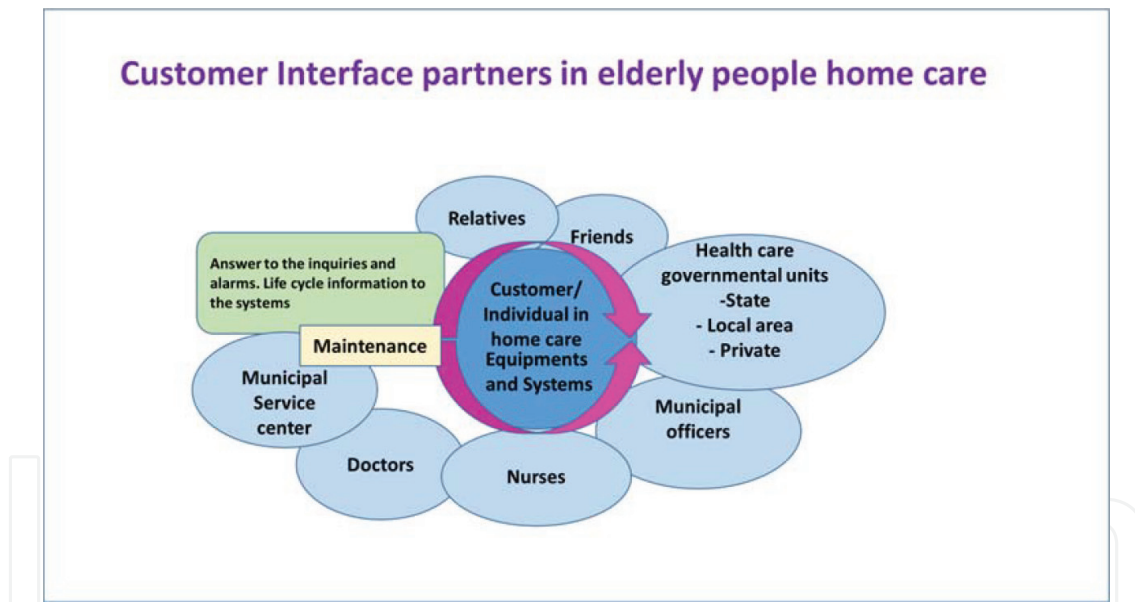 Customer Interface partners in elderly people home care
Relatives
Friends
Answer to the inquiries and
alarms. Life cycle information to
the systems
Health care
governmental units
-State
- Local area
- Private
Customer/
Individual in
home care
Equipments
and Systems
Maintenance
Municipal
Service
center
Municipal
officers
Doctors
Nurses